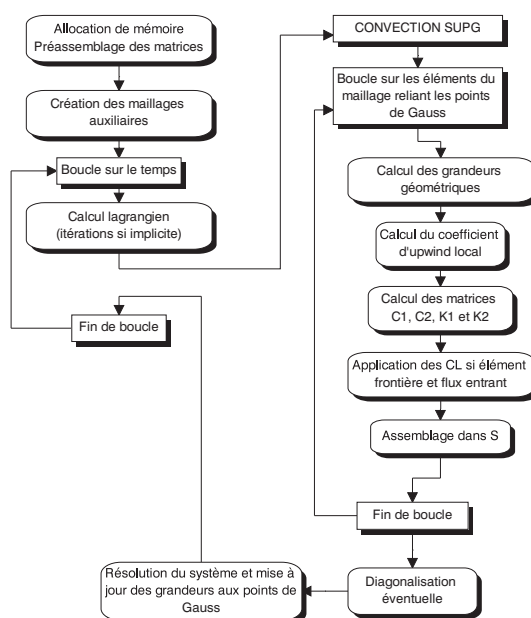 Allocation de mémoire
Préassemblage des matrices
Création des maillages
auxiliaires
Boucle sur le temps
Calcul lagrangien
(itérations si implicite)
Fin de boucle
CONVECTION SUPG
Boucle sur les éléments du
maillage reliant les points
de Gauss
Calcul des grandeurs
géométriques
Calcul du coefficient
d'upwind local
Calcul des matrices
C1, C2, K1 et K2
Application des CL si élément
frontière et flux entrant
Assemblage dans S
Fin de boucle
Diagonalisation
éventuelle
Résolution du système et mise à
jour des grandeurs aux points de
Gauss